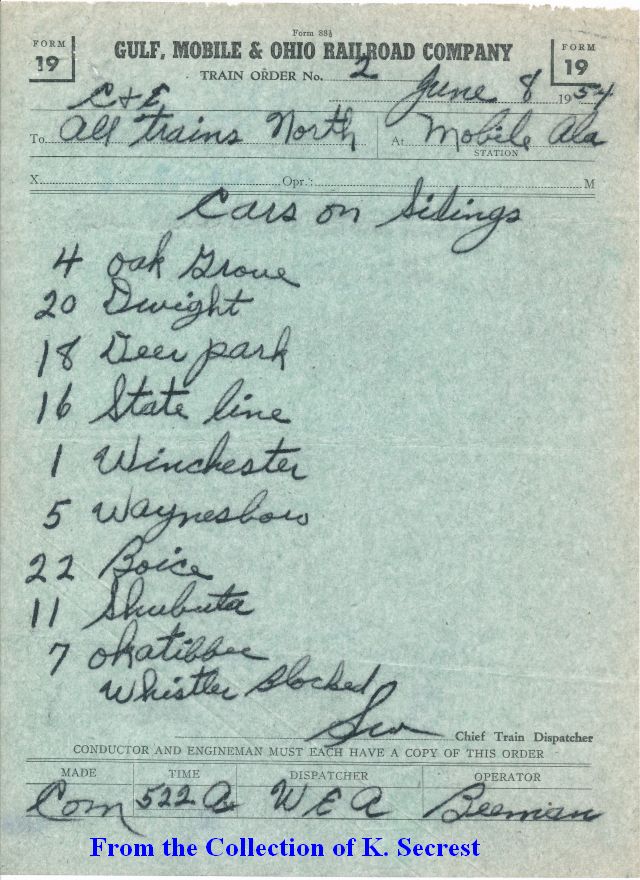 Form 88½
FORM 19
GULF, MOBILE & OHIO RAILROAD COMPANY
FORM 19
TRAIN ORDER No. 2 June 8 1954
C+E
To All trains North At Mobile Ala
STATION
X Opr.: M
Cars on Sidings
4 Oak Grove
20 Dwight
18 Deer park
16 State line
1 Winchester
5 Waynesboro
22 Boice
11 Shubuta
7 Okatibbee
Whistler Blocked
Chief Train Dispatcher
CONDUCTOR AND ENGINEMAN MUST EACH HAVE A COPY OF THIS ORDER
MADE TIME DISPATCHER OPERATOR
Com 522 A W E A Beeman
From the Collection of K. Secrest